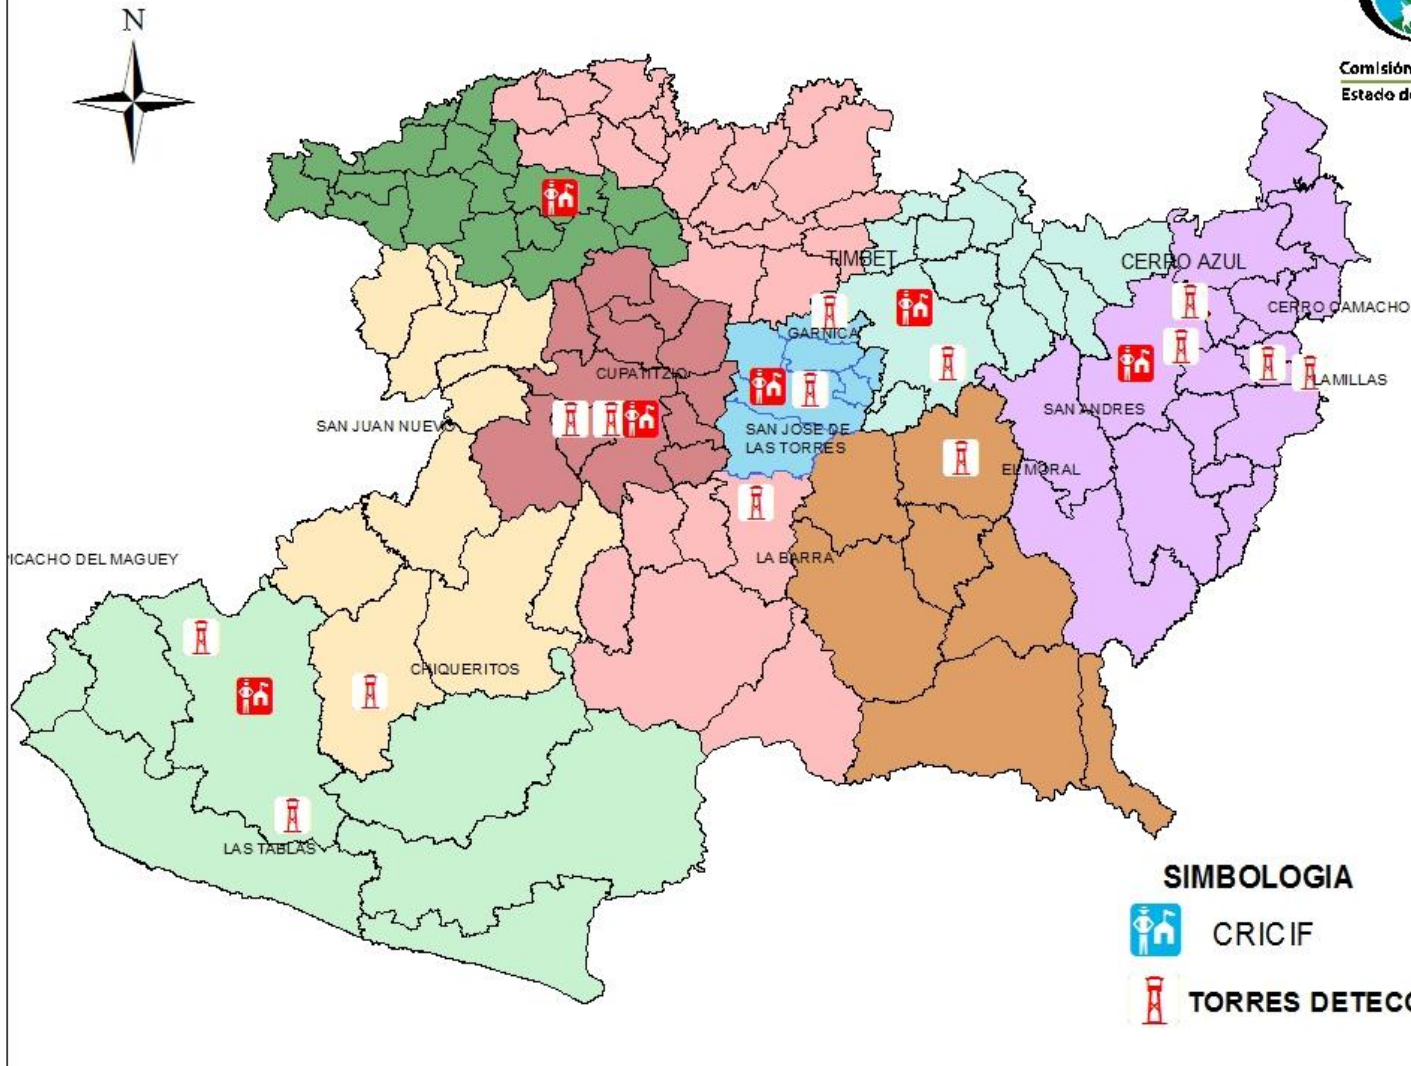 N
Comisión
Estado d
TIMBET
CERRO AZUL
CERRO CAMACHO
GARNICA
CUPATITZIO
LAMILLAS
SAN ANDRES
SAN JUAN NUEVO
SAN JOSE DE
LAS TORRES
EL MORAL
PICACHO DEL MAGUEY
LA BARRA
CHIQUERITOS
LAS TABLAS
SIMBOLOGIA
CRICIF
TORRES DETECC